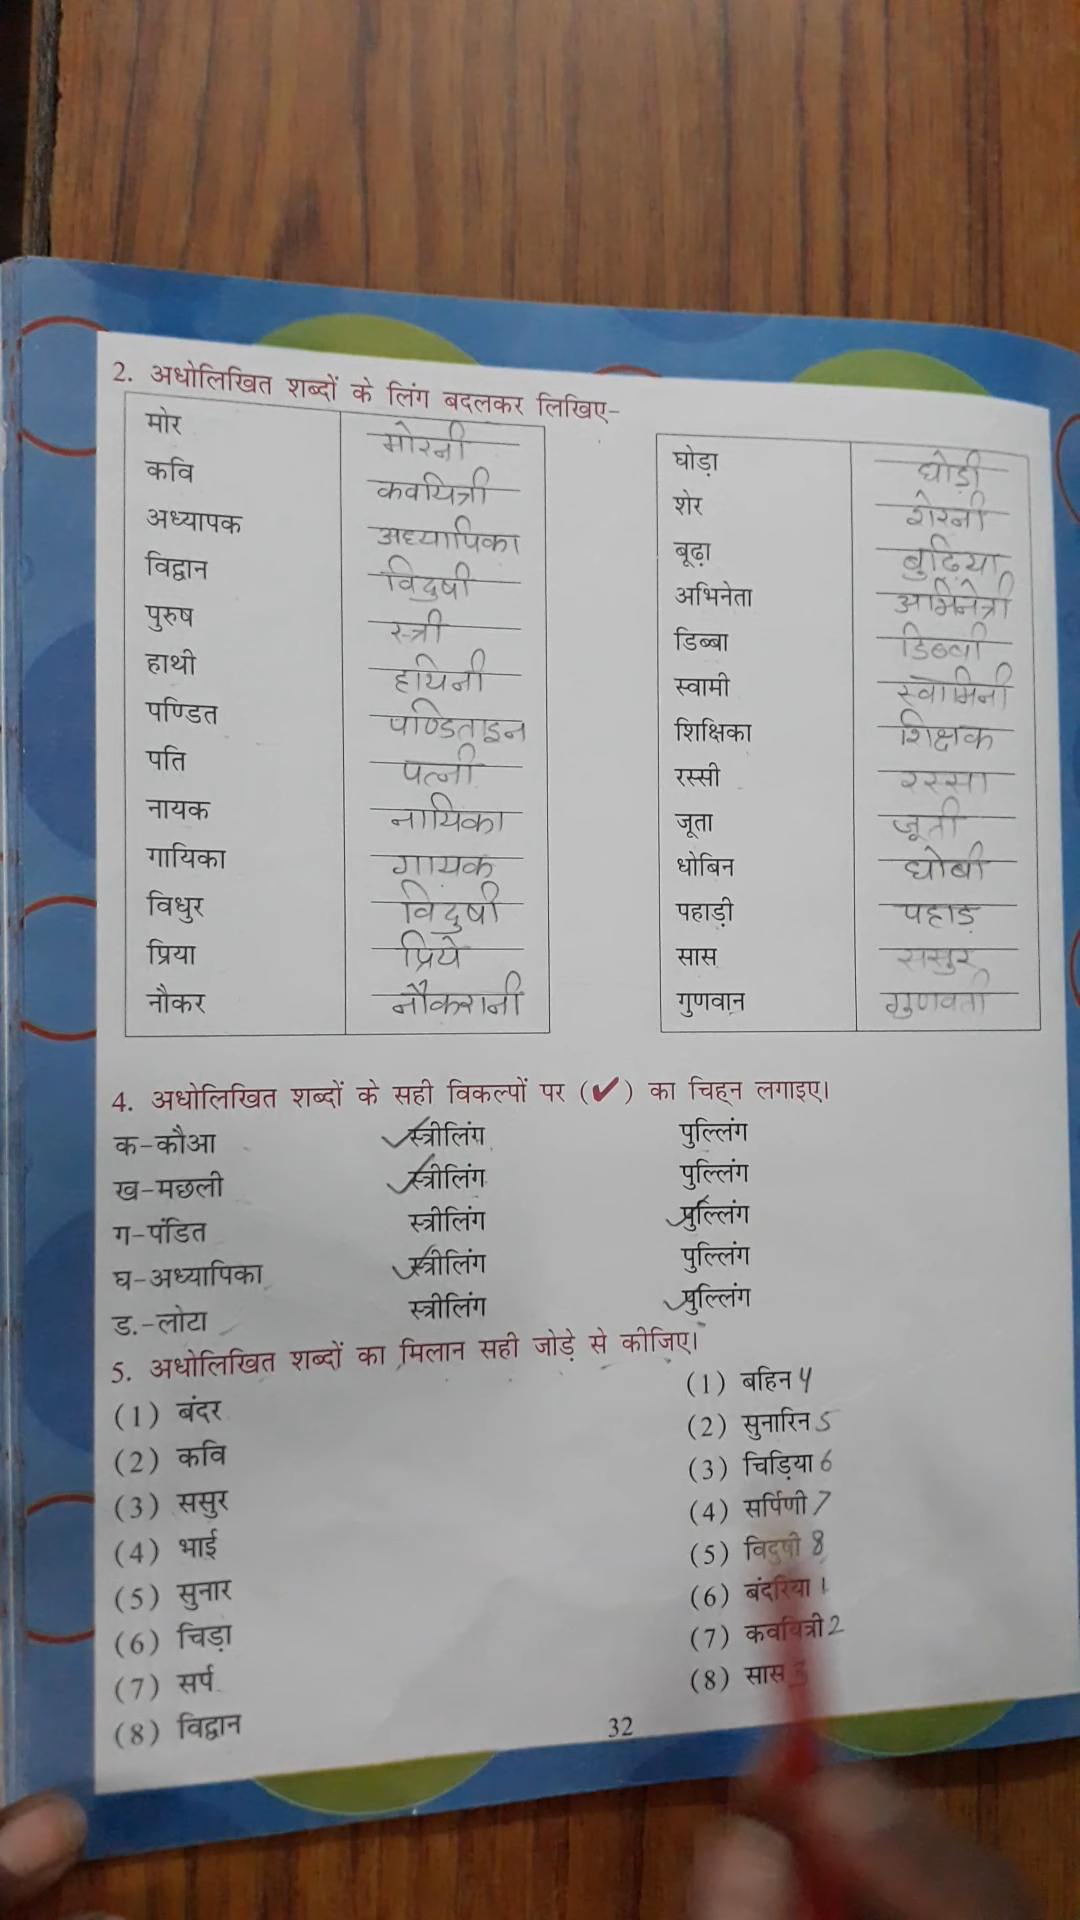 2. अधोलिखित शब्दों के लिंग बदलकर लिखिए–
मोर मोरनी
कवि कवयित्री
अध्यापक अध्यापिका
विद्वान विदुषी
पुरुष स्त्री
हाथी हथिनी
पण्डित पण्डिताइन
पति पत्नी
नायक नायिका
गायिका गायक
विधुर विदुषी
प्रिया प्रिये
नौकर नौकरानी
घोड़ा घोड़ी
शेर शेरनी
बूढ़ा बुढ़िया
अभिनेता अभिनेत्री
डिब्बा डिब्बी
स्वामी स्वामिनी
शिक्षिका शिक्षक
रस्सी रस्सा
जूता जूती
धोबिन धोबी
पहाड़ी पहाड़
सास ससुर
गुणवान गुणवती
4. अधोलिखित शब्दों के सही विकल्पों पर (✔) का चिह्न लगाइए।
क–कौआ ✓स्त्रीलिंग पुल्लिंग
ख–मछली ✓स्त्रीलिंग पुल्लिंग
ग–पंडित स्त्रीलिंग ✓पुल्लिंग
घ–अध्यापिका ✓स्त्रीलिंग पुल्लिंग
ड.–लोटा स्त्रीलिंग ✓पुल्लिंग
5. अधोलिखित शब्दों का मिलान सही जोड़े से कीजिए।
(1) बंदर (1) बहिन 4
(2) कवि (2) सुनारिन 5
(3) ससुर (3) चिड़िया 6
(4) भाई (4) सर्पिणी 7
(5) सुनार (5) विदुषी 8
(6) चिड़ा (6) बंदरिया 1
(7) सर्प (7) कवयित्री 2
(8) विद्वान (8) सास 3
32